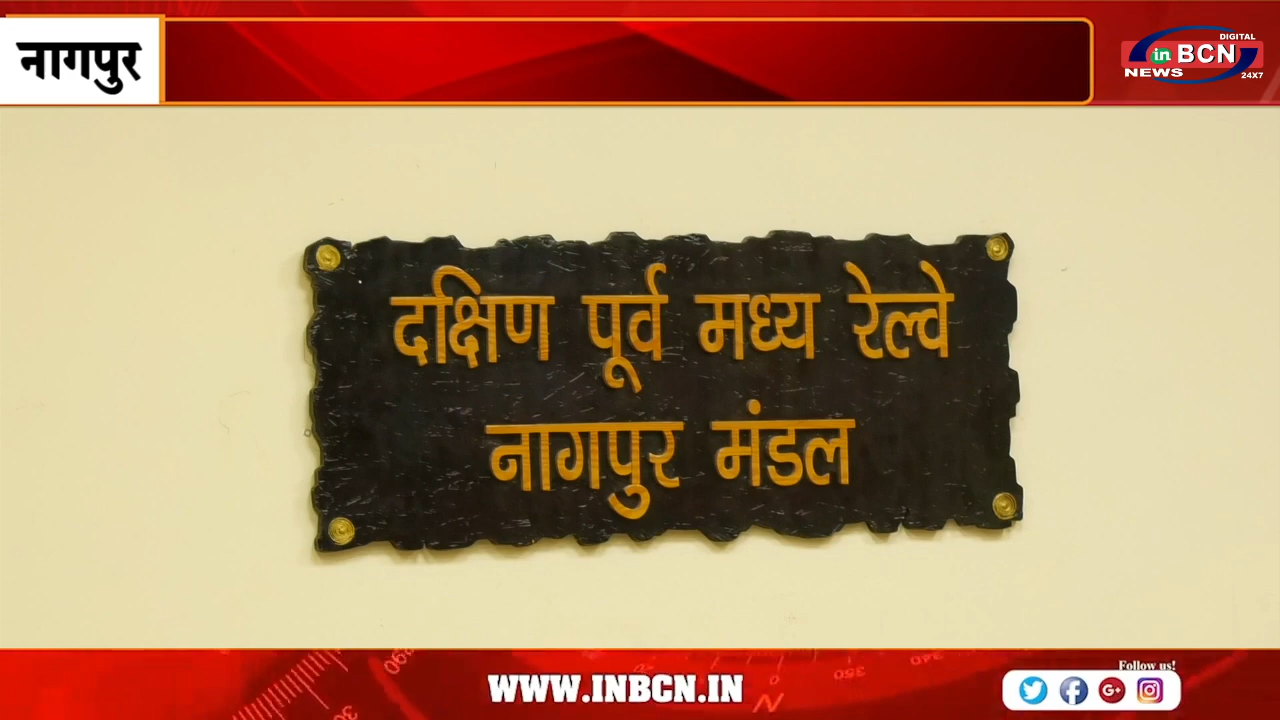 नागपुर
DIGITAL
in BCN
NEWS
24X7
दक्षिण पूर्व मध्य रेल्वे
नागपुर मंडल
WWW.INBCN.IN
Follow us!